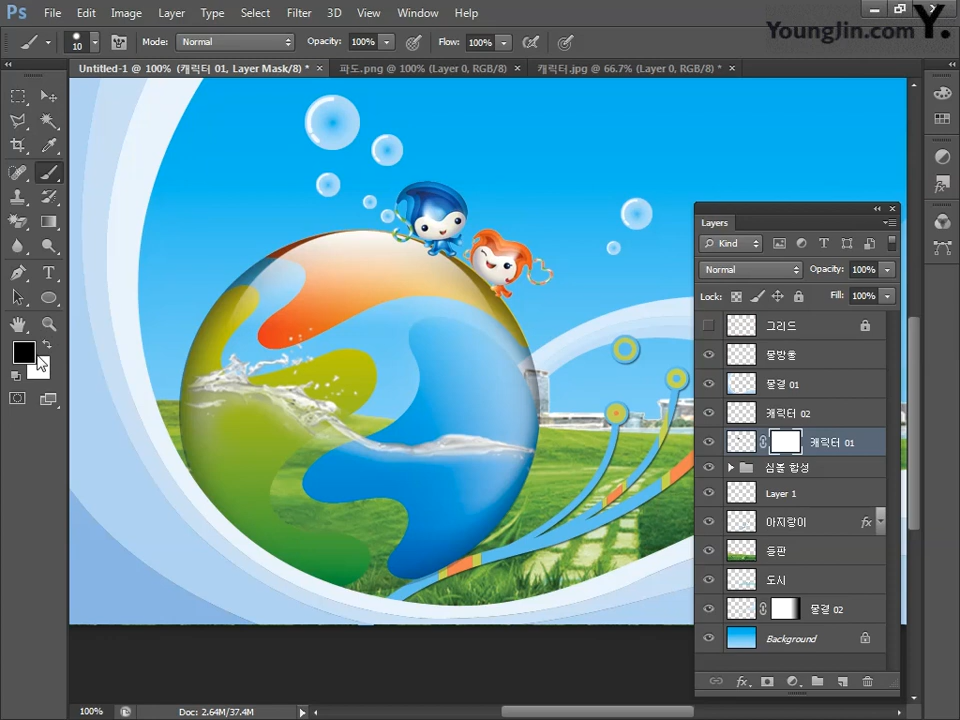 Ps File Edit Image Layer Type Select Filter 3D View Window Help
YoungJin.com Y.
10 Mode: Normal Opacity: 100% Flow: 100%
Untitled-1 @ 100% (캐릭터 01, Layer Mask/8) * × 파도.png @ 100% (Layer 0, RGB/8) × 캐릭터.jpg @ 66.7% (Layer 0, RGB/8) * ×
Layers
Kind
Normal Opacity: 100%
Lock: Fill: 100%
그리드
물방울
물결 01
캐릭터 02
캐릭터 01
심볼 합성
Layer 1
아지랑이 fx
들판
도시
물결 02
Background
fx
100% Doc: 2.64M/37.4M